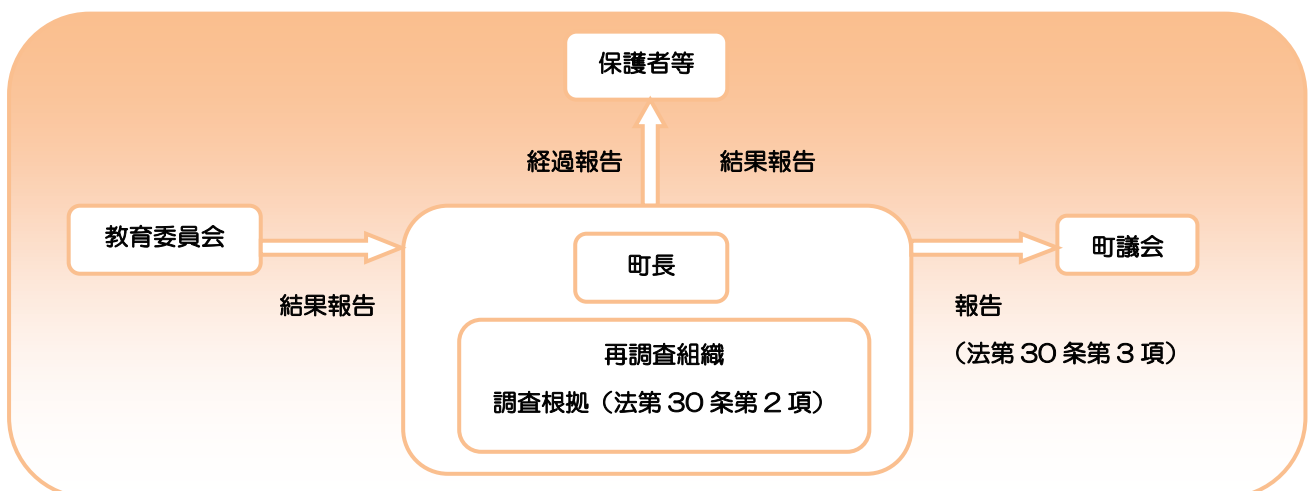 保護者等
経過報告
結果報告
教育委員会
結果報告
町長
再調査組織
調査根拠（法第30条第2項）
町議会
報告
（法第30条第3項）